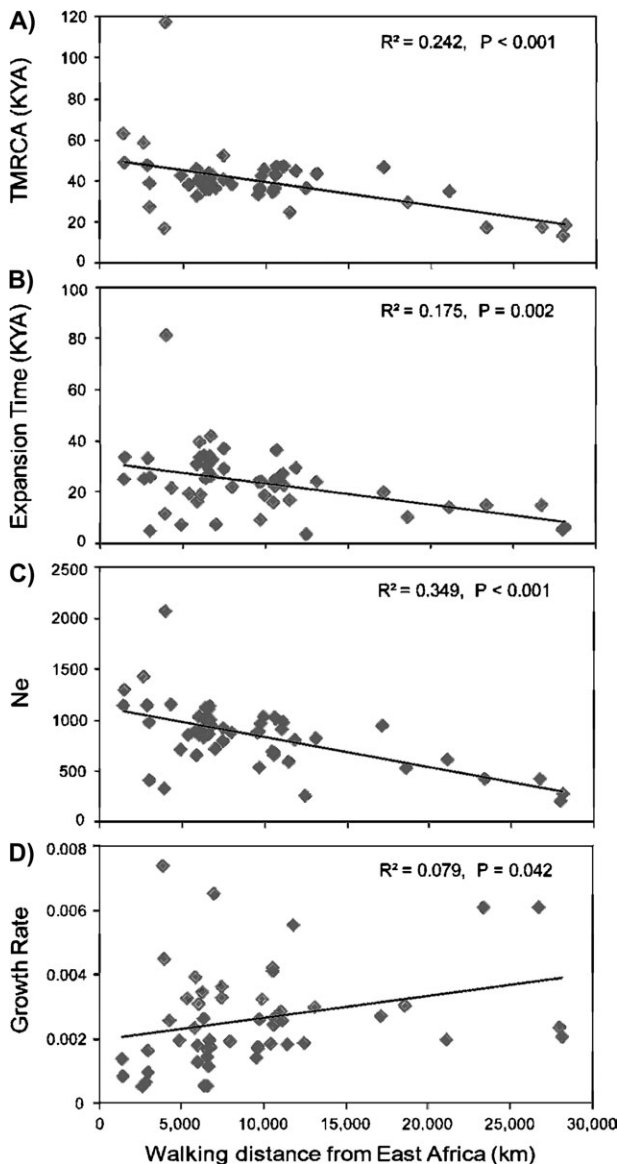 A)
TMRCA (KYA)
120
100
80
60
40
20
0
R² = 0.242, P < 0.001
B)
Expansion Time (KYA)
100
80
60
40
20
0
R² = 0.175, P = 0.002
C)
Ne
2500
2000
1500
1000
500
0
R² = 0.349, P < 0.001
D)
Growth Rate
0.008
0.006
0.004
0.002
0.000
R² = 0.079, P = 0.042
0 5,000 10,000 15,000 20,000 25,000 30,000
Walking distance from East Africa (km)